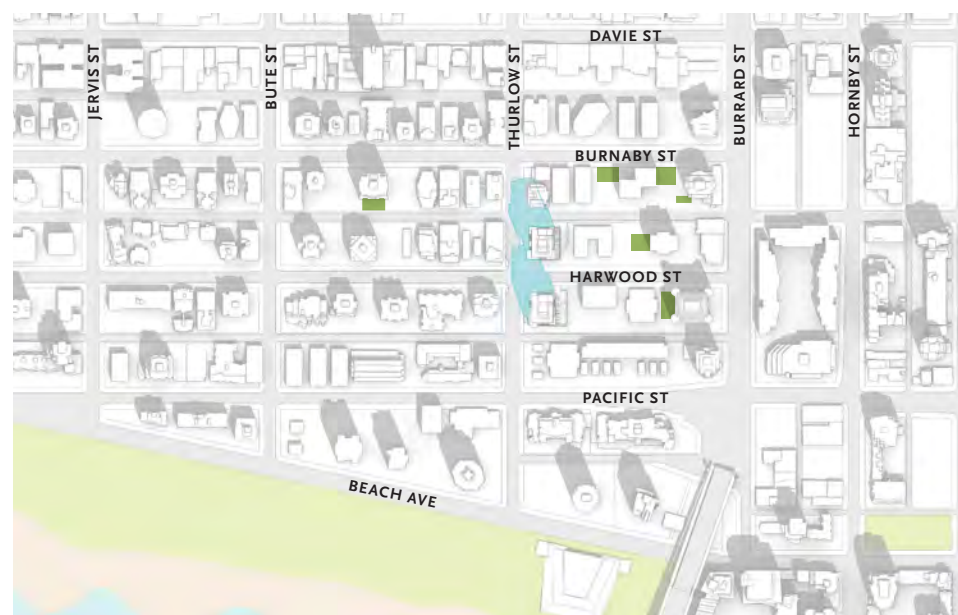 DAVIE ST
JERVIS ST
BUTE ST
THURLOW ST
BURRARD ST
HORNBY ST
BURNABY ST
HARWOOD ST
PACIFIC ST
BEACH AVE